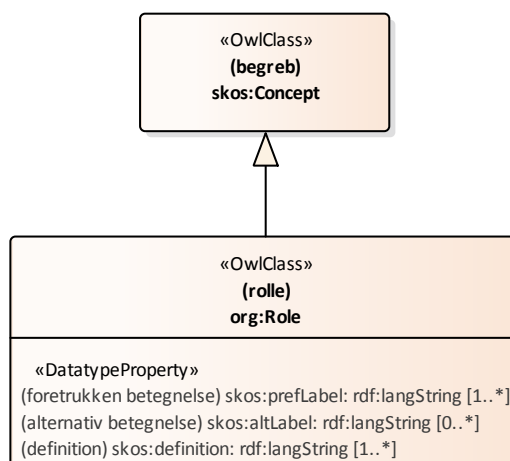 «OwlClass»
(begreb)
skos:Concept
«OwlClass»
(rolle)
org:Role
«DatatypeProperty»
(foretrukken betegnelse) skos:prefLabel: rdf:langString [1..*]
(alternativ betegnelse) skos:altLabel: rdf:langString [0..*]
(definition) skos:definition: rdf:langString [1..*]